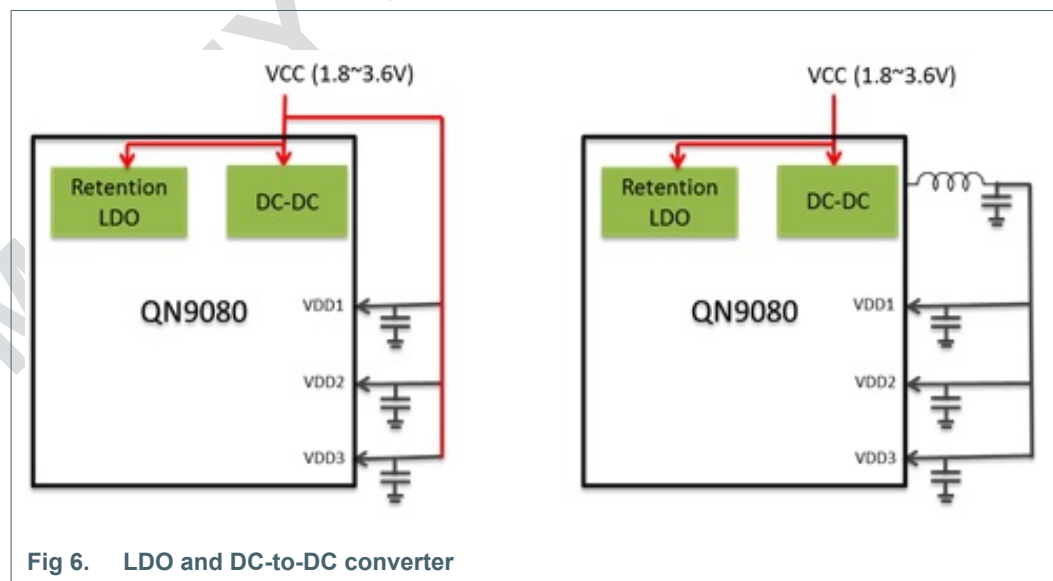 VCC (1.8~3.6V)
Retention
LDO
DC-DC
QN9080
VDD1
VDD2
VDD3
VCC (1.8~3.6V)
Retention
LDO
DC-DC
QN9080
VDD1
VDD2
VDD3
Fig 6. LDO and DC-to-DC converter